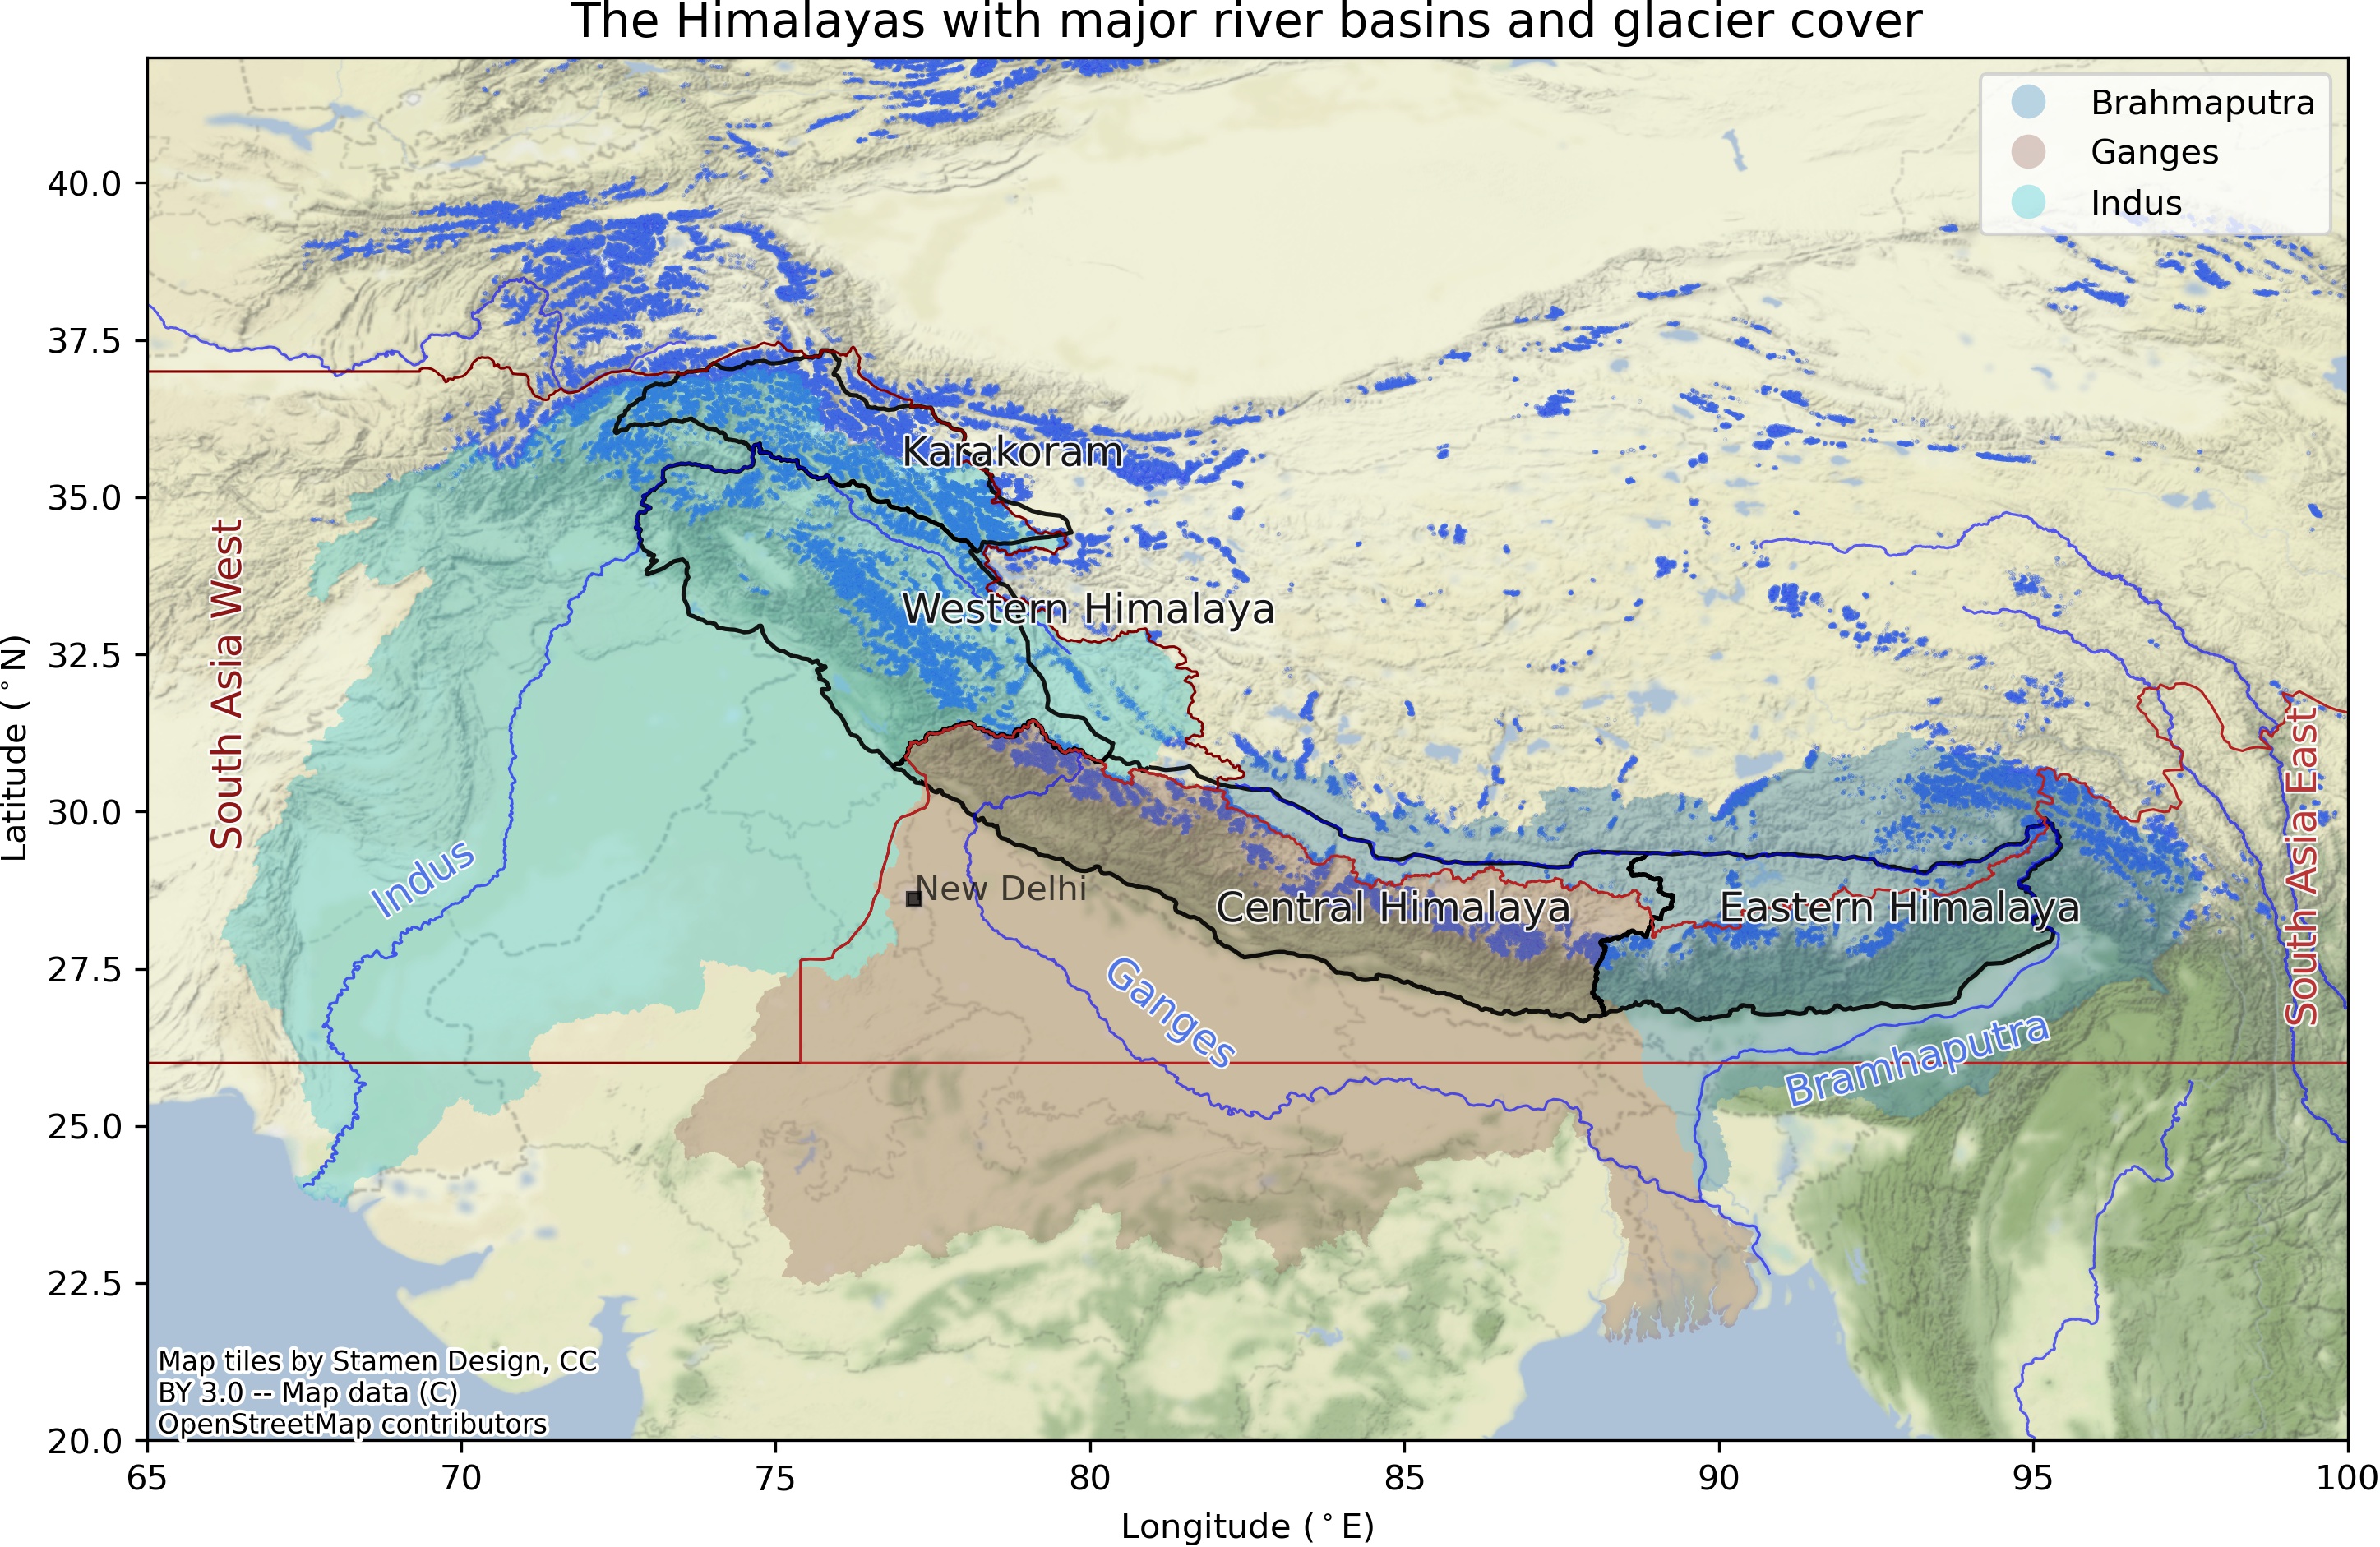 The Himalayas with major river basins and glacier cover
Brahmaputra
Ganges
Indus
40.0
37.5
35.0
32.5
30.0
27.5
25.0
22.5
20.0
Latitude (°N)
Karakoram
Western Himalaya
South Asia West
Indus
New Delhi
Central Himalaya
Eastern Himalaya
South Asia East
Ganges
Bramhaputra
Map tiles by Stamen Design, CC
BY 3.0 -- Map data (C)
OpenStreetMap contributors
65
70
75
80
85
90
95
100
Longitude (°E)